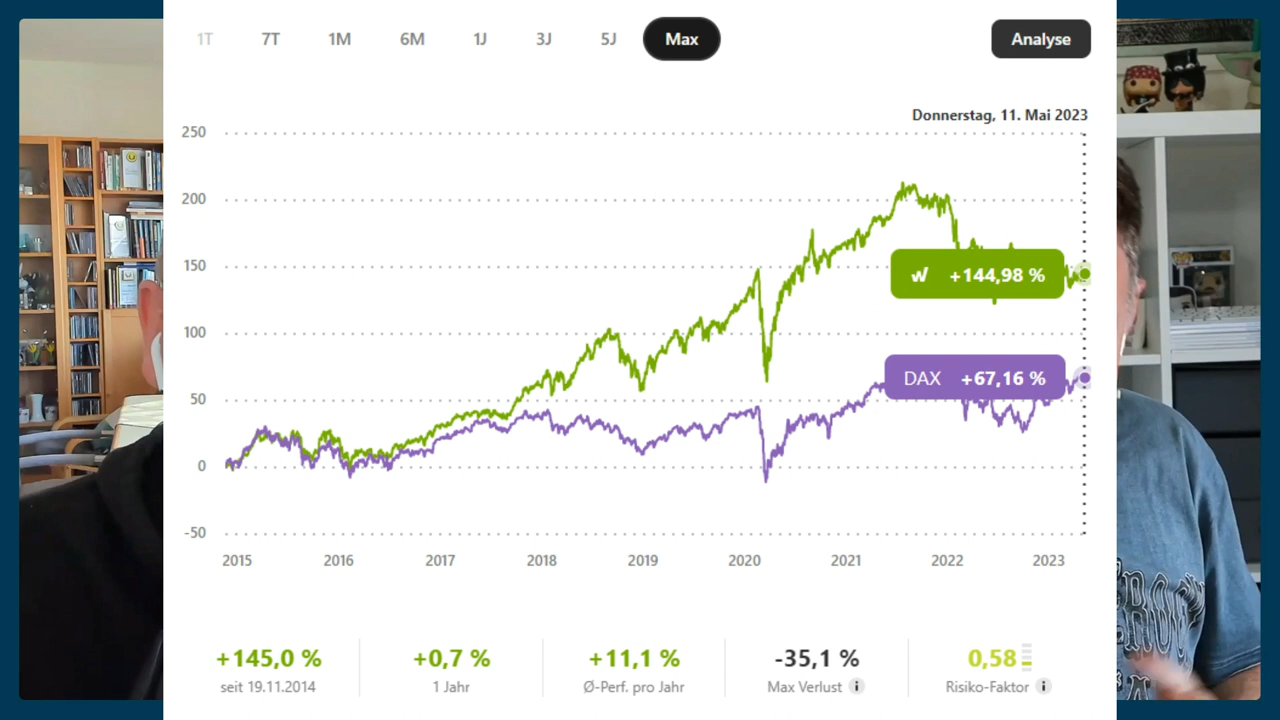 1T 7T 1M 6M 1J 3J 5J Max Analyse
Donnerstag, 11. Mai 2023
250
200
150
+144,98 %
100
DAX +67,16 %
50
0
-50
2015 2016 2017 2018 2019 2020 2021 2022 2023
+145,0 % +0,7 % +11,1 % -35,1 % 0,58
seit 19.11.2014 1 Jahr Ø-Perf. pro Jahr Max Verlust i Risiko-Faktor i